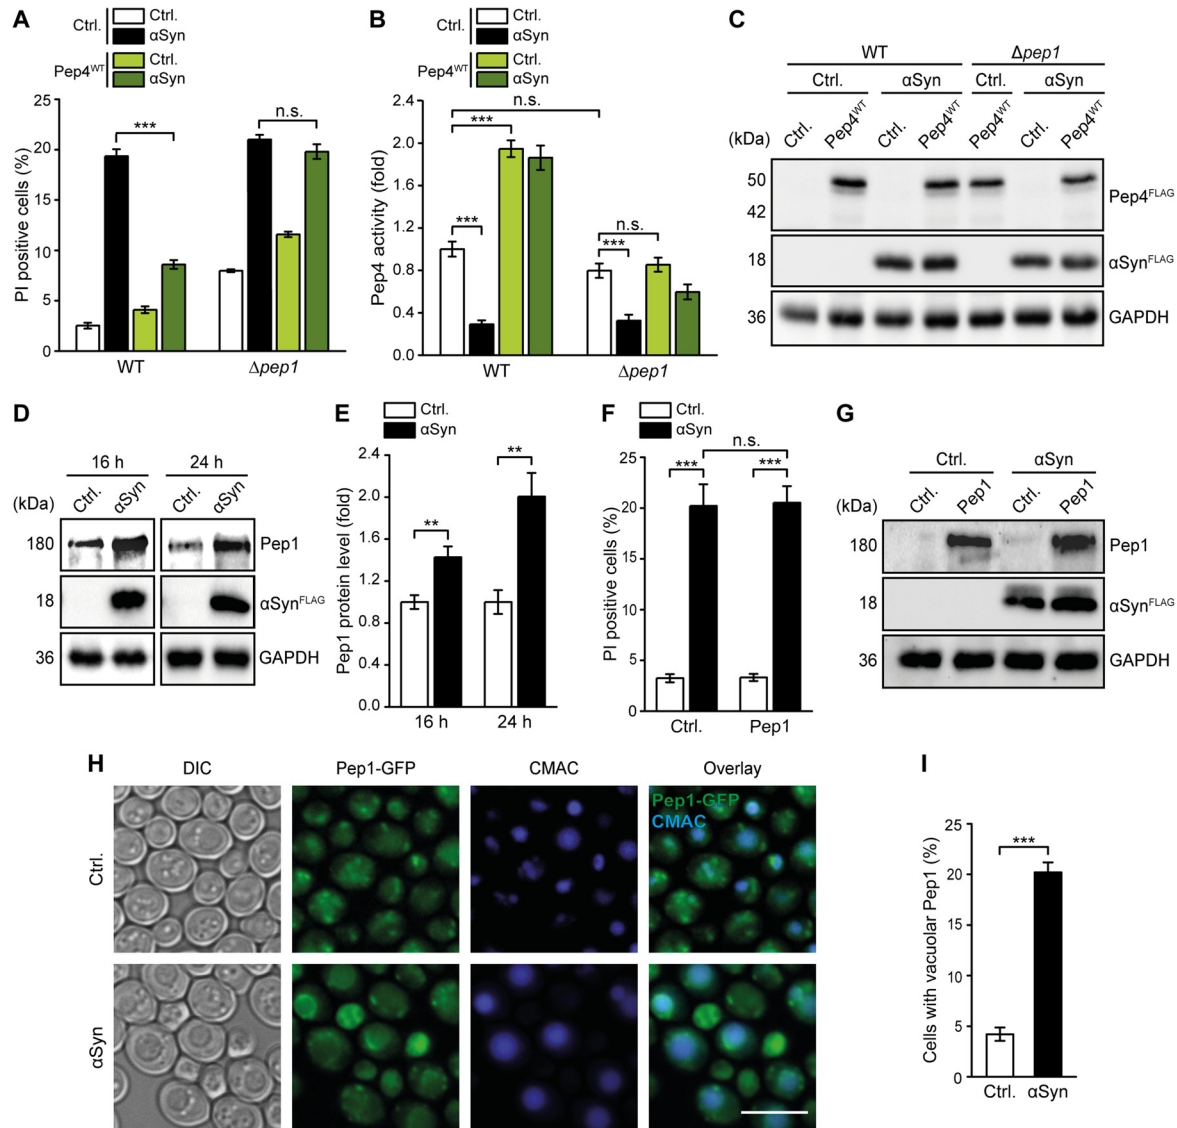 A
Ctrl.
Ctrl.
αSyn
Pep4WT
Ctrl.
αSyn
PI positive cells (%)
25
20
15
10
5
0
***
n.s.
WT
Δpep1
B
Ctrl.
Ctrl.
αSyn
Pep4WT
Ctrl.
αSyn
Pep4 activity (fold)
2.4
2.0
1.6
1.2
0.8
0.4
0.0
n.s.
***
***
n.s.
***
WT
Δpep1
C
WT
Δpep1
Ctrl.
αSyn
Ctrl.
αSyn
(kDa)
Ctrl.
Pep4WT
Ctrl.
Pep4WT
Pep4WT
Ctrl.
Pep4WT
50
42
Pep4FLAG
18
αSynFLAG
36
GAPDH
D
16 h
24 h
(kDa)
Ctrl.
αSyn
Ctrl.
αSyn
180
Pep1
18
αSynFLAG
36
GAPDH
E
Ctrl.
αSyn
Pep1 protein level (fold)
2.4
2.0
1.6
1.2
0.8
0.4
0.0
**
**
16 h
24 h
F
Ctrl.
αSyn
PI positive cells (%)
25
20
15
10
5
0
n.s.
***
***
Ctrl.
Pep1
G
Ctrl.
αSyn
(kDa)
Ctrl.
Pep1
Ctrl.
Pep1
180
Pep1
18
αSynFLAG
36
GAPDH
H
DIC
Pep1-GFP
CMAC
Overlay
Ctrl.
Pep1-GFP
CMAC
αSyn
I
Cells with vacuolar Pep1 (%)
25
20
15
10
5
0
***
Ctrl.
αSyn